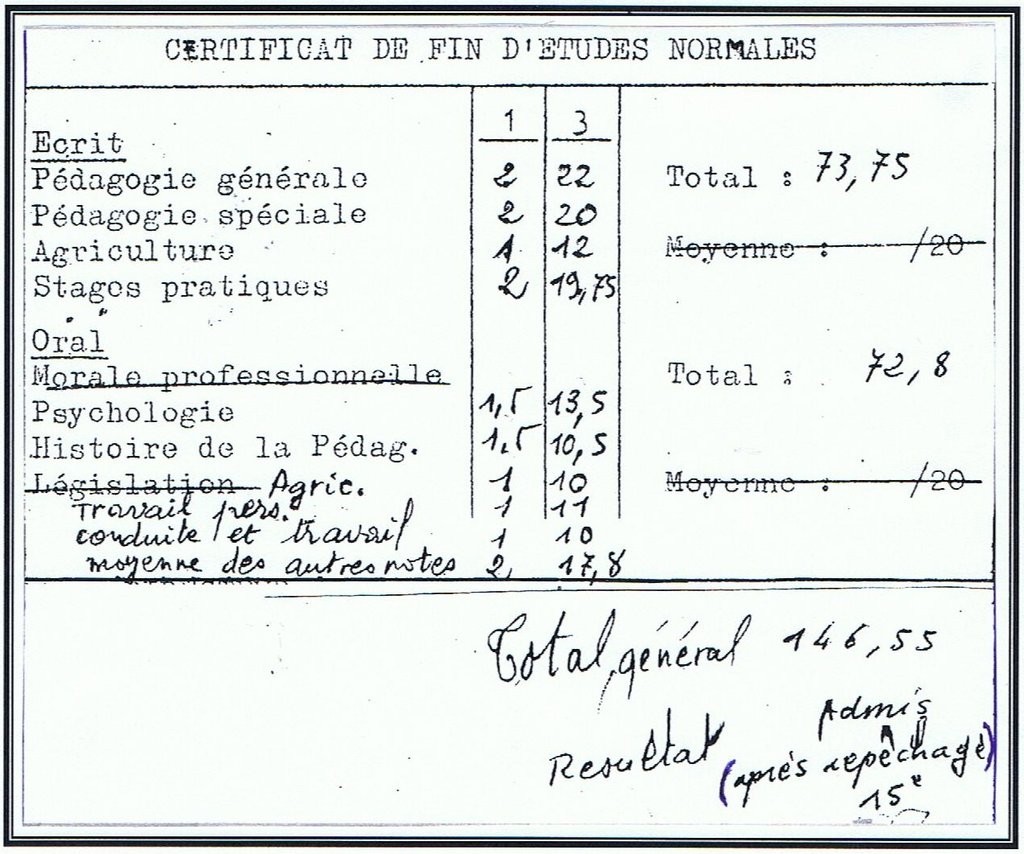 CERTIFICAT DE FIN D'ETUDES NORMALES
1 3
Ecrit
Pédagogie générale 2 22 Total : 73,75
Pédagogie spéciale 2 20
Agriculture 1 12 Moyenne : /20
Stages pratiques 2 19,75
Oral
Morale professionnelle Total : 72,8
Psychologie 1,5 13,5
Histoire de la Pédag. 1,5 10,5
Législation Agric. 1 10 Moyenne : /20
Travail pers. 1 11
conduite et travail 1 10
moyenne des autres notes 2, 17,8
Total général 146,55
Resultat Admis
(après repêchage)
15e